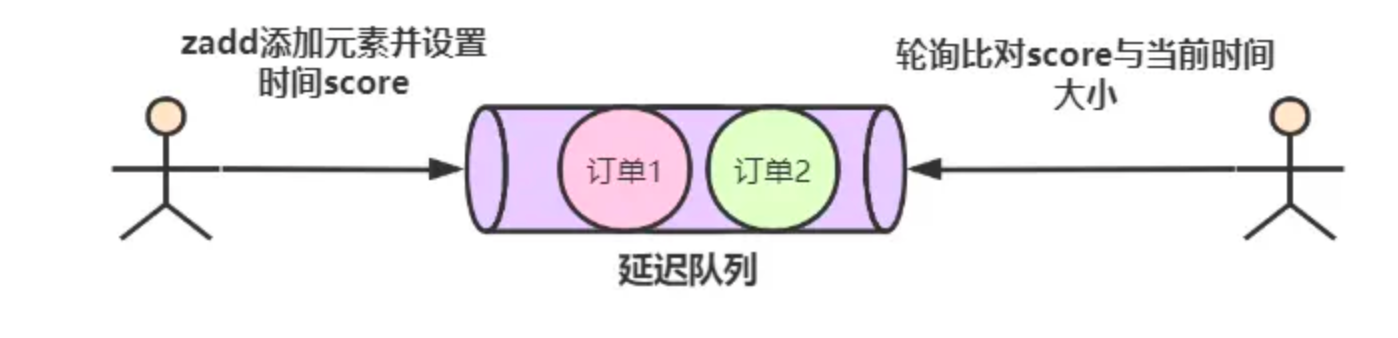 zadd添加元素并设置
时间score
轮询比对score与当前时间
大小
订单1
订单2
延迟队列